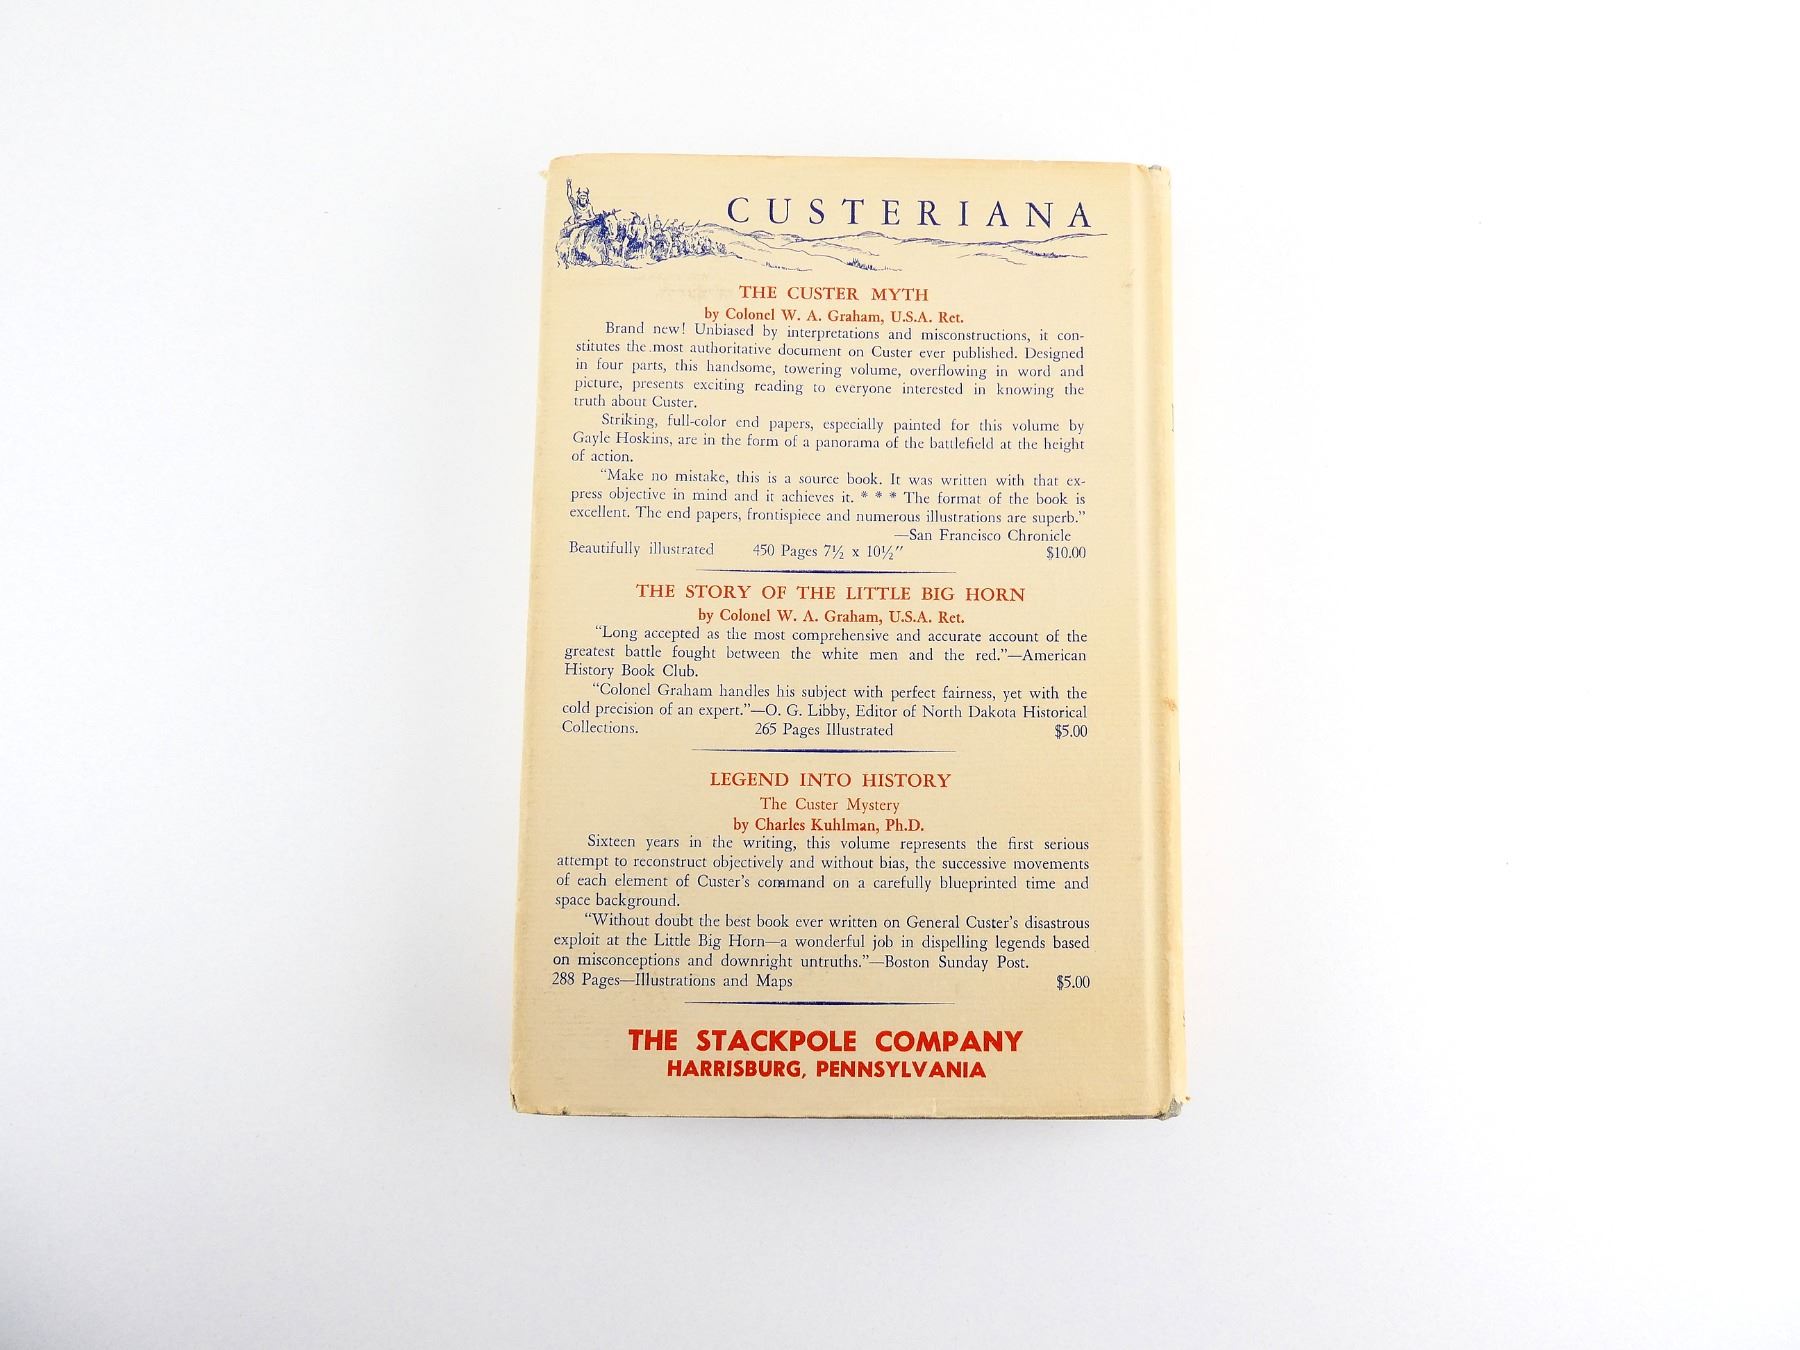 CUSTERIANA
THE CUSTER MYTH
by Colonel W. A. Graham, U.S.A. Ret.
Brand new! Unbiased by interpretations and misconstructions, it con-
stitutes the most authoritative document on Custer ever published. Designed
in four parts, this handsome, towering volume, overflowing in word and
picture, presents exciting reading to everyone interested in knowing the
truth about Custer.
Striking, full-color end papers, especially painted for this volume by
Gayle Hoskins, are in the form of a panorama of the battlefield at the height
of action.
"Make no mistake, this is a source book. It was written with that ex-
press objective in mind and it achieves it. * * * The format of the book is
excellent. The end papers, frontispiece and numerous illustrations are superb."
—San Francisco Chronicle
Beautifully illustrated 450 Pages 7½ x 10½" $10.00
THE STORY OF THE LITTLE BIG HORN
by Colonel W. A. Graham, U.S.A. Ret.
"Long accepted as the most comprehensive and accurate account of the
greatest battle fought between the white men and the red."—American
History Book Club.
"Colonel Graham handles his subject with perfect fairness, yet with the
cold precision of an expert."—O. G. Libby, Editor of North Dakota Historical
Collections. 265 Pages Illustrated $5.00
LEGEND INTO HISTORY
The Custer Mystery
by Charles Kuhlman, Ph.D.
Sixteen years in the writing, this volume represents the first serious
attempt to reconstruct objectively and without bias, the successive movements
of each element of Custer's command on a carefully blueprinted time and
space background.
"Without doubt the best book ever written on General Custer's disastrous
exploit at the Little Big Horn—a wonderful job in dispelling legends based
on misconceptions and downright untruths."—Boston Sunday Post.
288 Pages—Illustrations and Maps $5.00
THE STACKPOLE COMPANY
HARRISBURG, PENNSYLVANIA